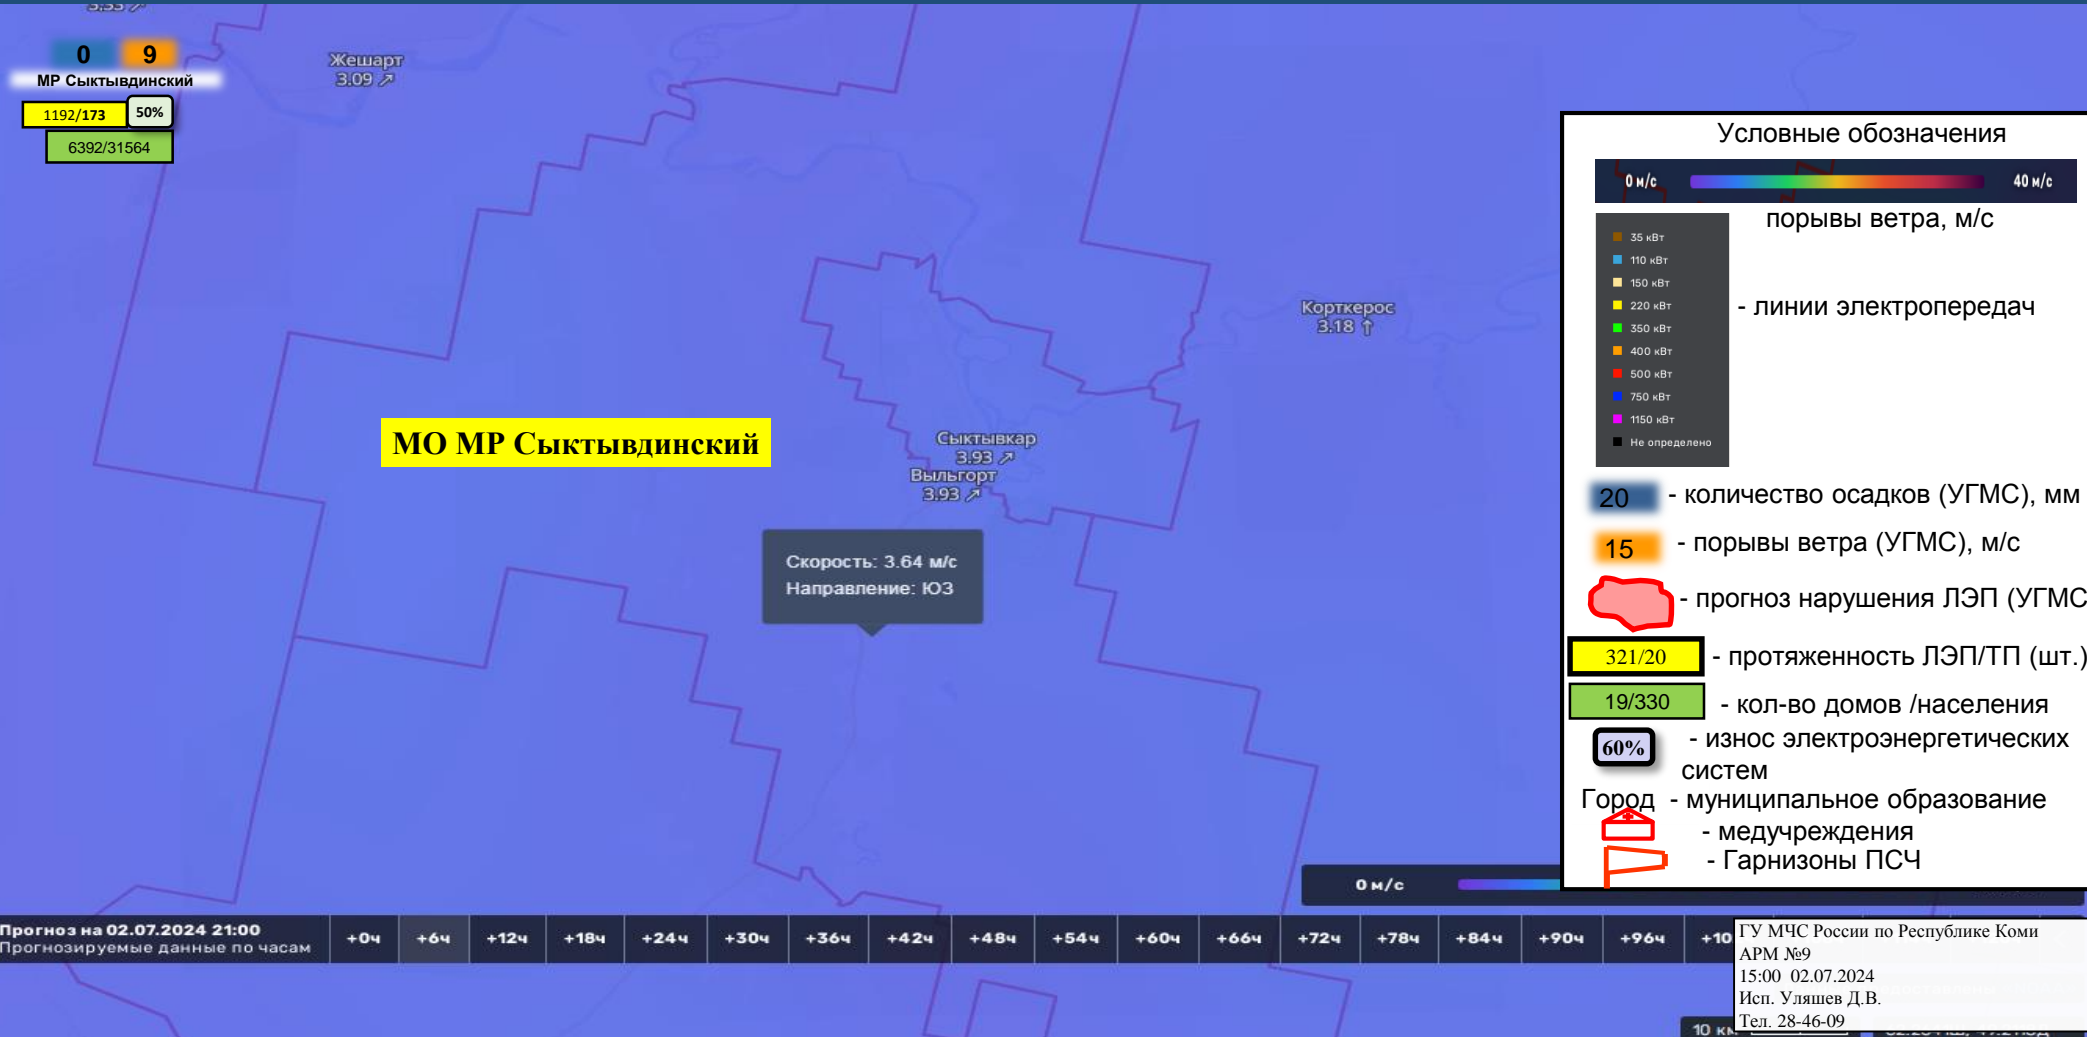 0 9
МР Сыктывдинский
1192/173 50%
6392/31564
Жешарт
3.09 ↗
МО МР Сыктывдинский
Корткерос
3.18 ↑
Сыктывкар
3.93 ↗
Выльгорт
3.93 ↗
Скорость: 3.64 м/с
Направление: ЮЗ
Условные обозначения
0 м/с 40 м/с
порывы ветра, м/с
35 кВт
110 кВт
150 кВт
220 кВт
350 кВт
400 кВт
500 кВт
750 кВт
1150 кВт
Не определено
- линии электропередач
20 - количество осадков (УГМС), мм
15 - порывы ветра (УГМС), м/с
- прогноз нарушения ЛЭП (УГМС
321/20 - протяженность ЛЭП/ТП (шт.)
19/330 - кол-во домов /населения
60% - износ электроэнергетических
систем
Город - муниципальное образование
- медучреждения
- Гарнизоны ПСЧ
0 м/с
Прогноз на 02.07.2024 21:00
Прогнозируемые данные по часам
+0ч +6ч +12ч +18ч +24ч +30ч +36ч +42ч +48ч +54ч +60ч +66ч +72ч +78ч +84ч +90ч +96ч +10
ГУ МЧС России по Республике Коми
АРМ №9
15:00 02.07.2024
Исп. Уляшев Д.В.
Тел. 28-46-09
10 км